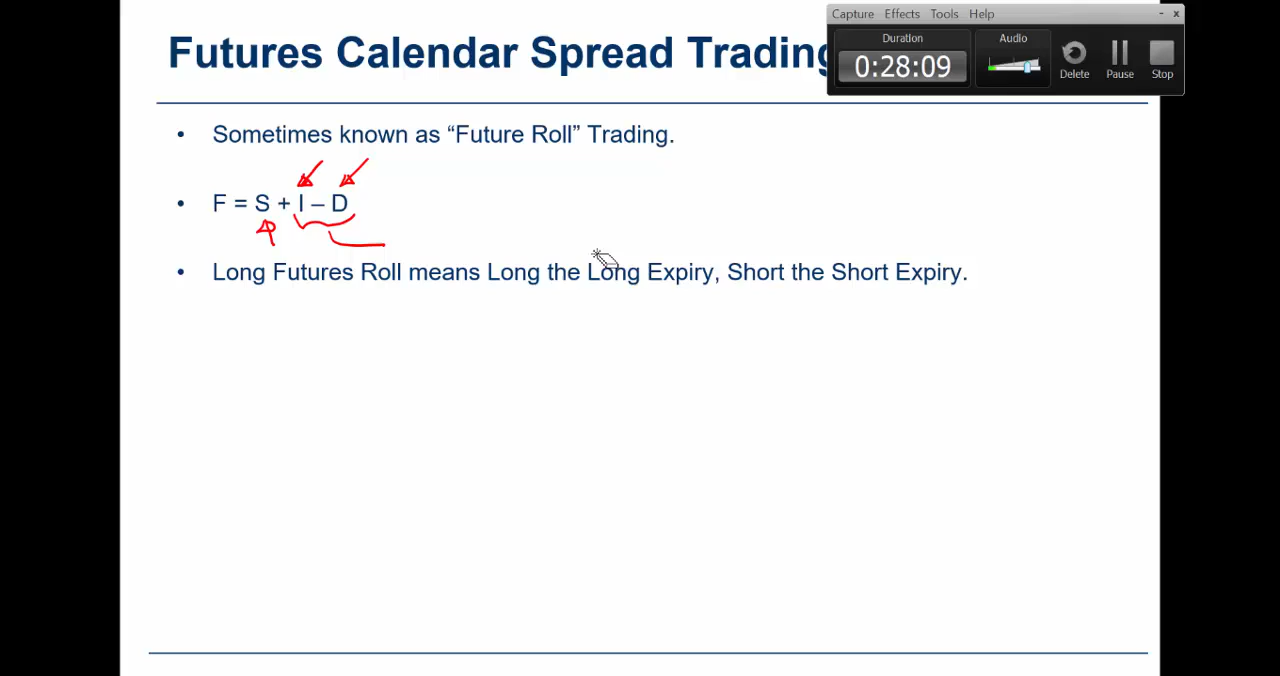 Capture Effects Tools Help
- x
Duration
Audio
0:28:09
Delete
Pause
Stop
Futures Calendar Spread Trading
• Sometimes known as “Future Roll” Trading.
• F = S + I – D
• Long Futures Roll means Long the Long Expiry, Short the Short Expiry.